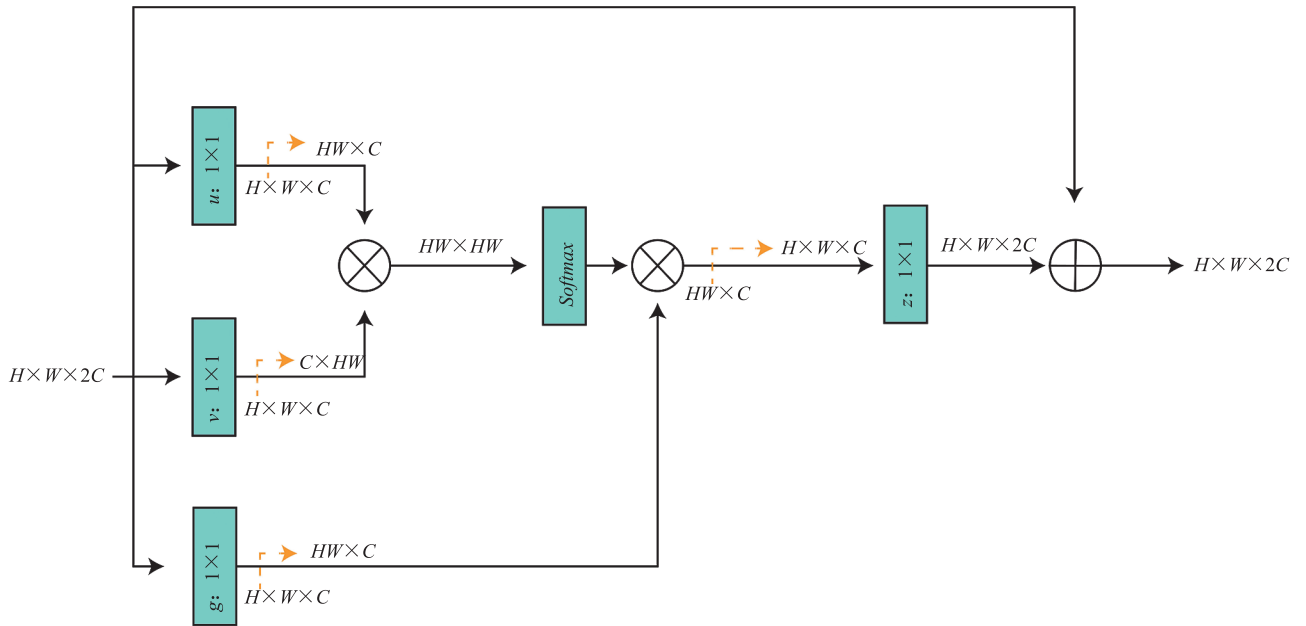 u: 1×1
HW×C
H×W×C
HW×HW
Softmax
H×W×C
HW×C
z: 1×1
H×W×2C
H×W×2C
H×W×2C
v: 1×1
C×HW
H×W×C
g: 1×1
HW×C
H×W×C